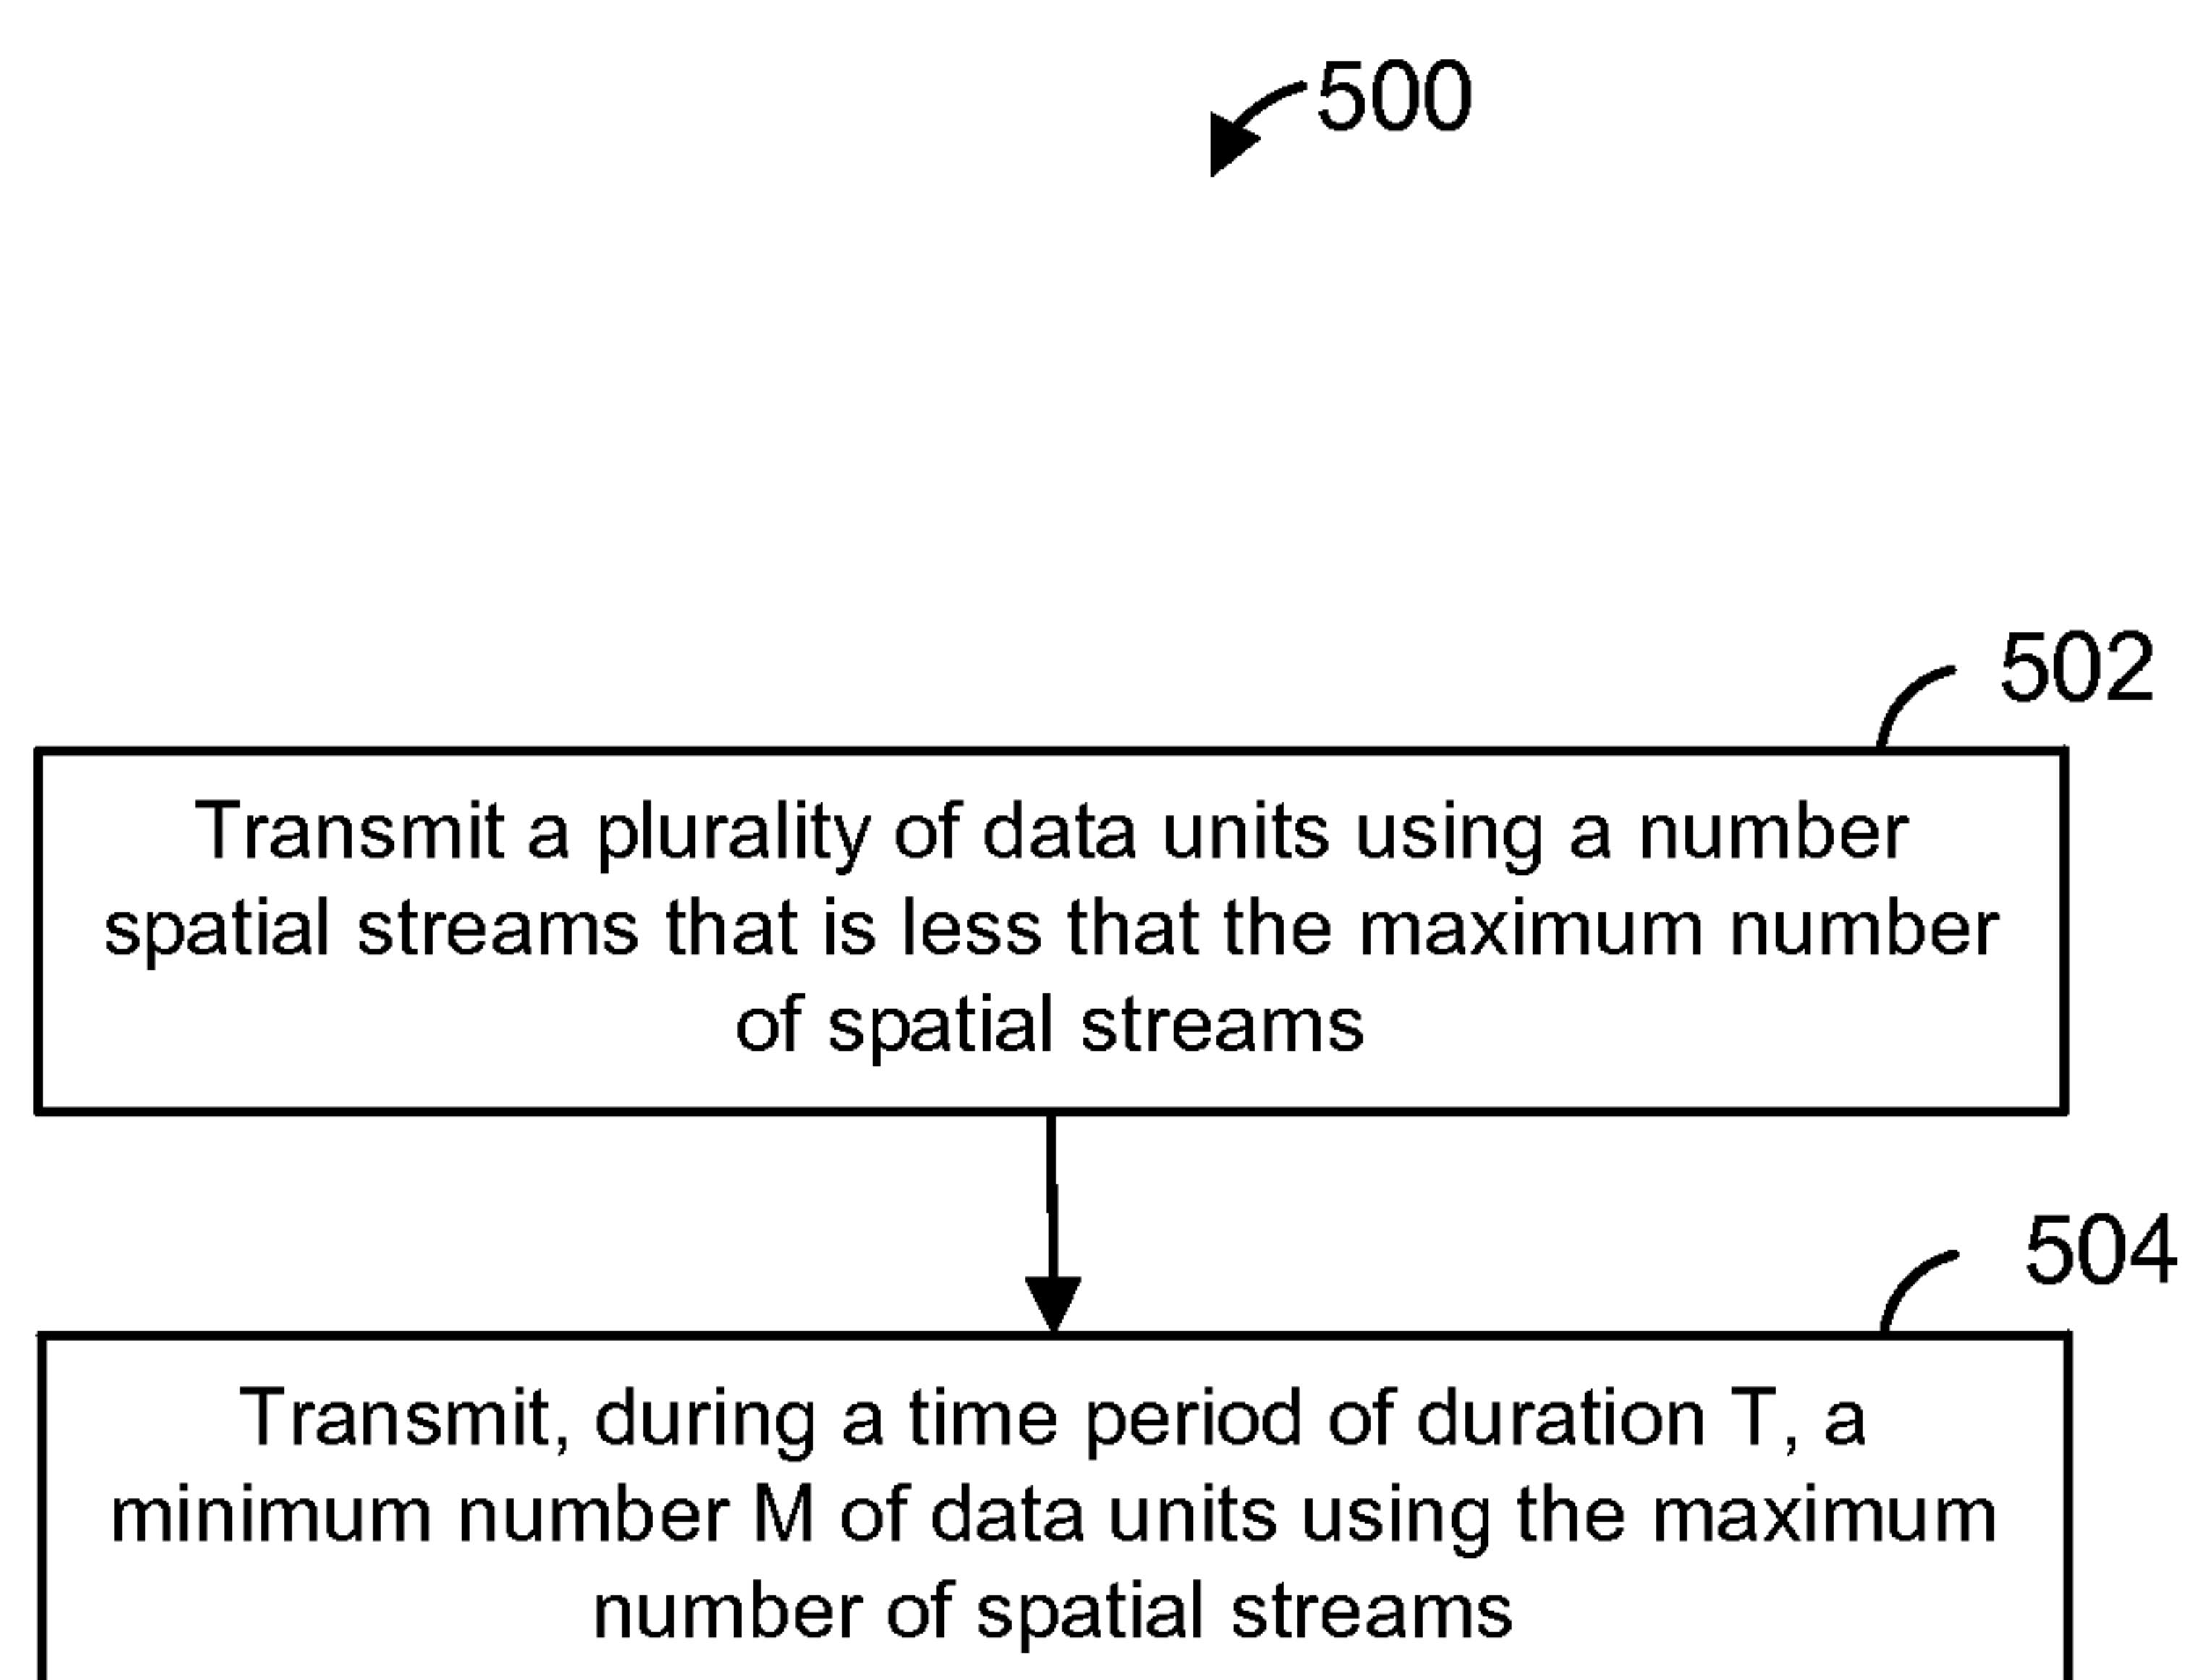 500
502
Transmit a plurality of data units using a number
spatial streams that is less that the maximum number
of spatial streams
504
Transmit, during a time period of duration T, a
minimum number M of data units using the maximum
number of spatial streams